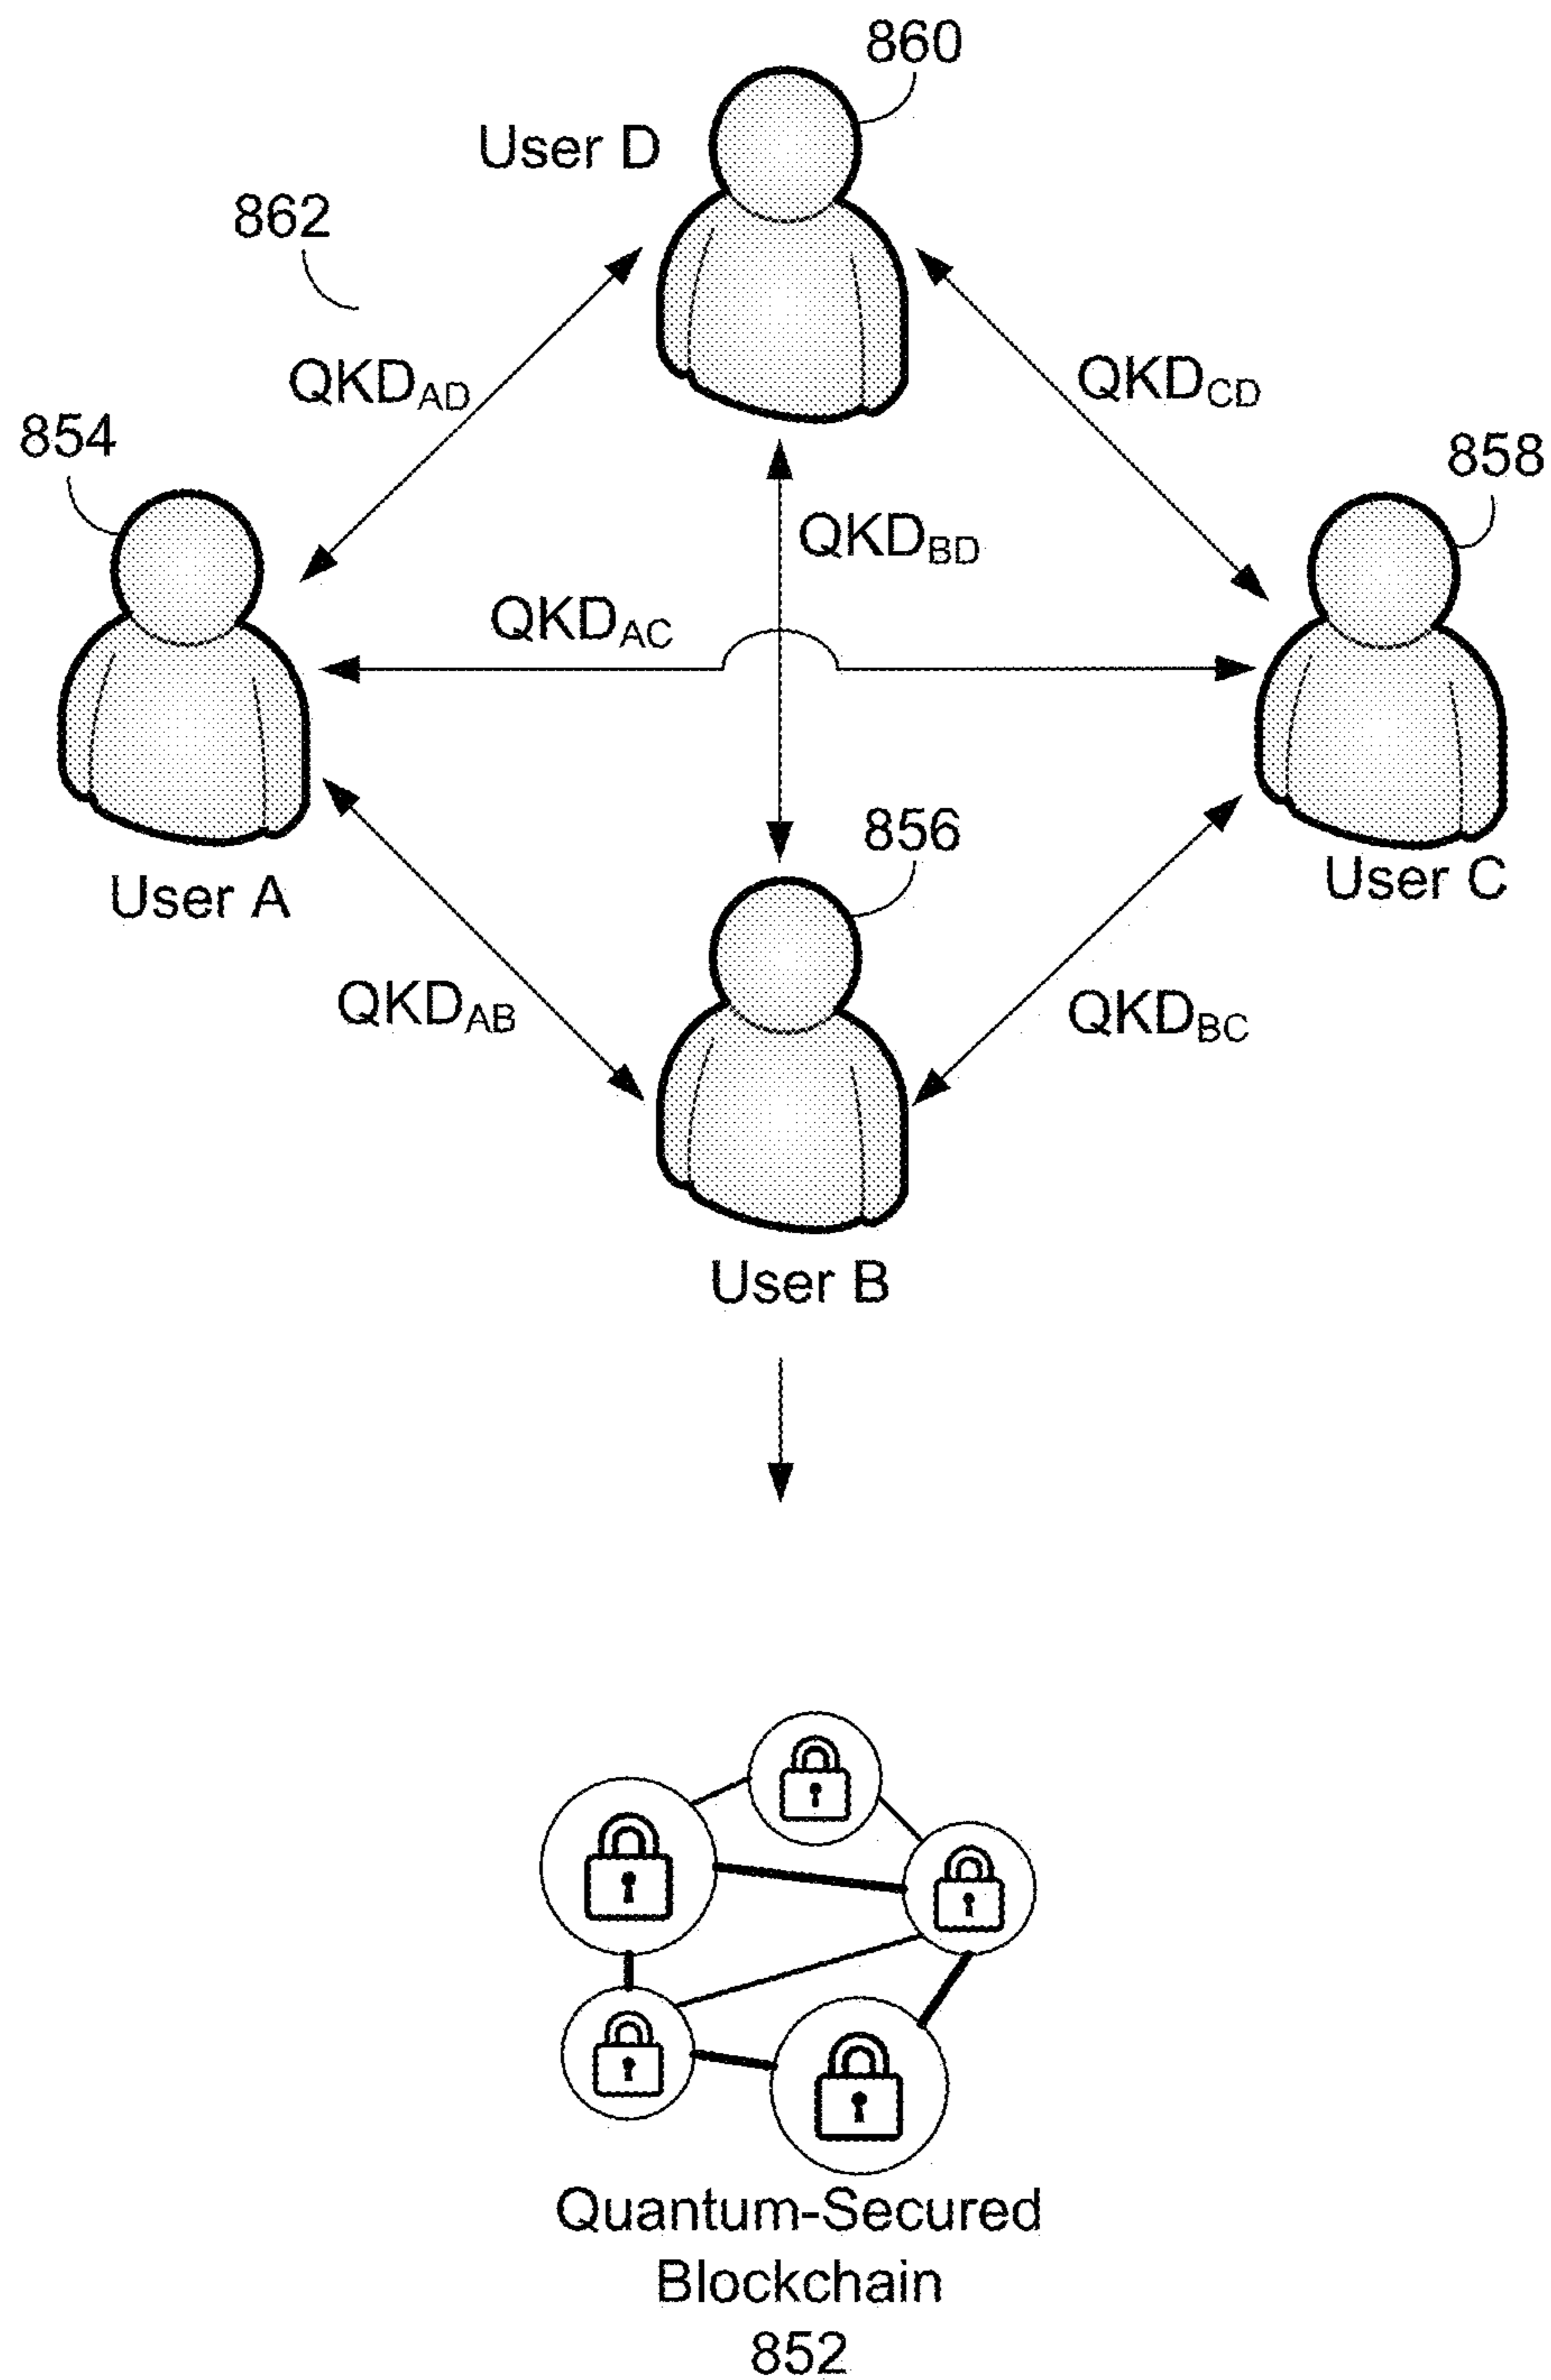 860
User D
862
QKDAD
QKDCD
854
858
QKDBD
QKDAC
856
User A
User C
QKDAB
QKDBC
User B
Quantum-Secured
Blockchain
852